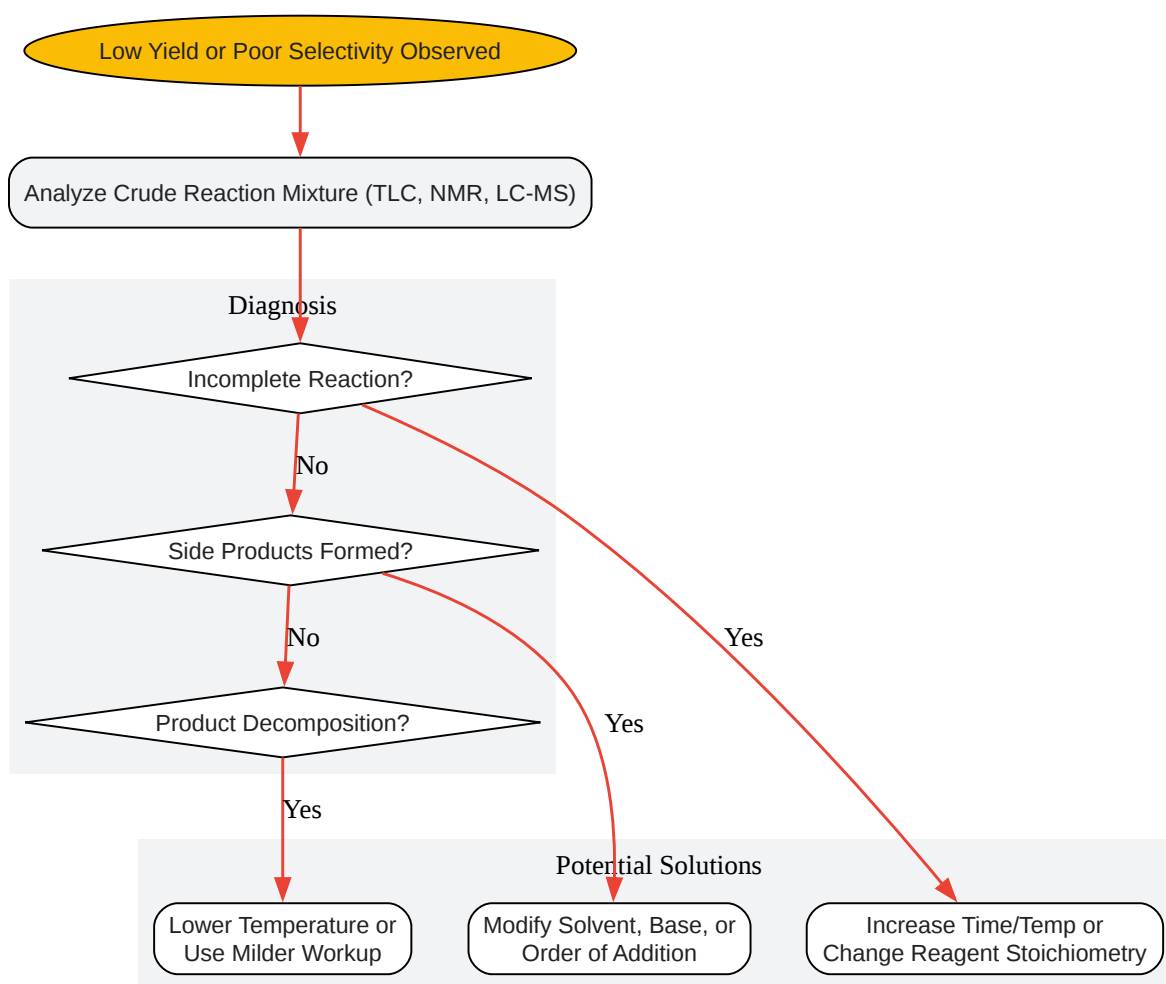 Low Yield or Poor Selectivity Observed
Analyze Crude Reaction Mixture (TLC, NMR, LC-MS)
Diagnosis
Incomplete Reaction?
No
Side Products Formed?
No
Yes
Product Decomposition?
Yes
Yes
Potential Solutions
Lower Temperature or
Use Milder Workup
Modify Solvent, Base, or
Order of Addition
Increase Time/Temp or
Change Reagent Stoichiometry